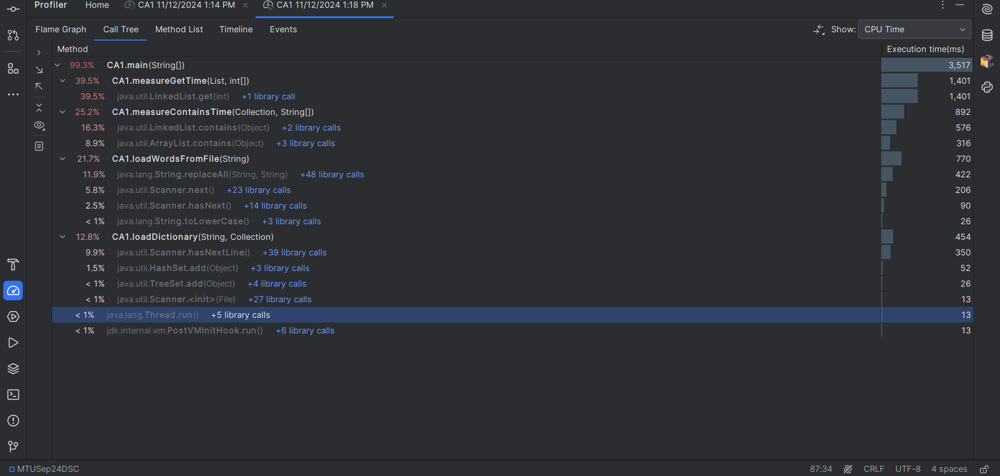 Profiler Home CA1 11/12/2024 1:14 PM CA1 11/12/2024 1:18 PM
Flame Graph Call Tree Method List Timeline Events Show: CPU Time
Method Execution time(ms)
99.3% CA1.main(String[]) 3,517
39.5% CA1.measureGetTime(List, int[]) 1,401
39.5% java.util.LinkedList.get(int) +1 library call 1,401
25.2% CA1.measureContainsTime(Collection, String[]) 892
16.3% java.util.LinkedList.contains(Object) +2 library calls 576
8.9% java.util.ArrayList.contains(Object) +3 library calls 316
21.7% CA1.loadWordsFromFile(String) 770
11.9% java.lang.String.replaceAll(String, String) +48 library calls 422
5.8% java.util.Scanner.next() +23 library calls 206
2.5% java.util.Scanner.hasNext() +14 library calls 90
< 1% java.lang.String.toLowerCase() +3 library calls 26
12.8% CA1.loadDictionary(String, Collection) 454
9.9% java.util.Scanner.hasNextLine() +39 library calls 350
1.5% java.util.HashSet.add(Object) +3 library calls 52
< 1% java.util.TreeSet.add(Object) +4 library calls 26
< 1% java.util.Scanner.<init>(File) +27 library calls 13
< 1% java.lang.Thread.run() +5 library calls 13
< 1% jdk.internal.vm.PostVMInitHook.run() +6 library calls 13
MTUSep24DSC 87:34 CRLF UTF-8 4 spaces